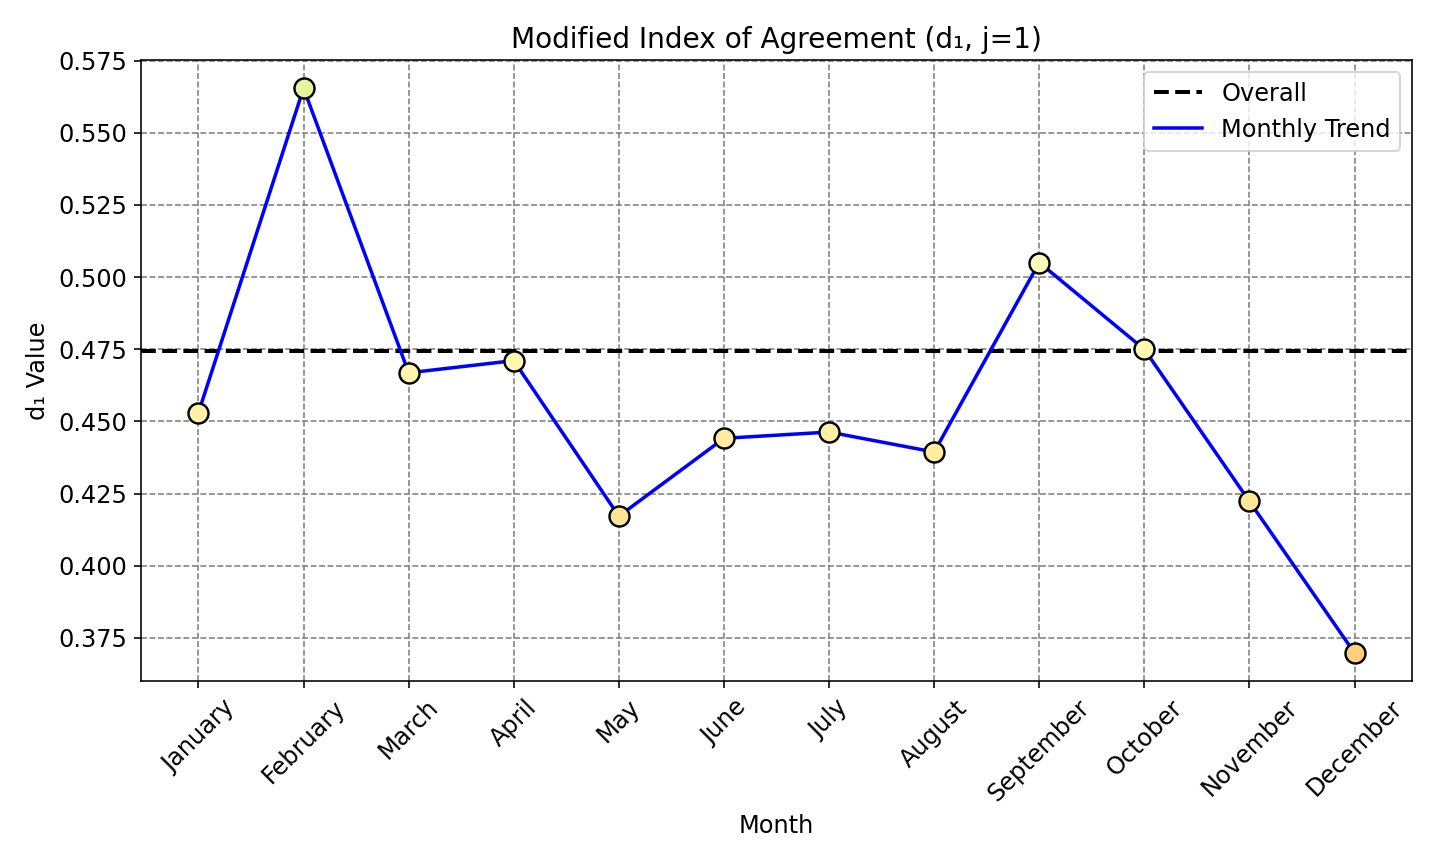 Modified Index of Agreement (d₁, j=1)
Overall
Monthly Trend
d₁ Value
0.575
0.550
0.525
0.500
0.475
0.450
0.425
0.400
0.375
January
February
March
April
May
June
July
August
September
October
November
December
Month